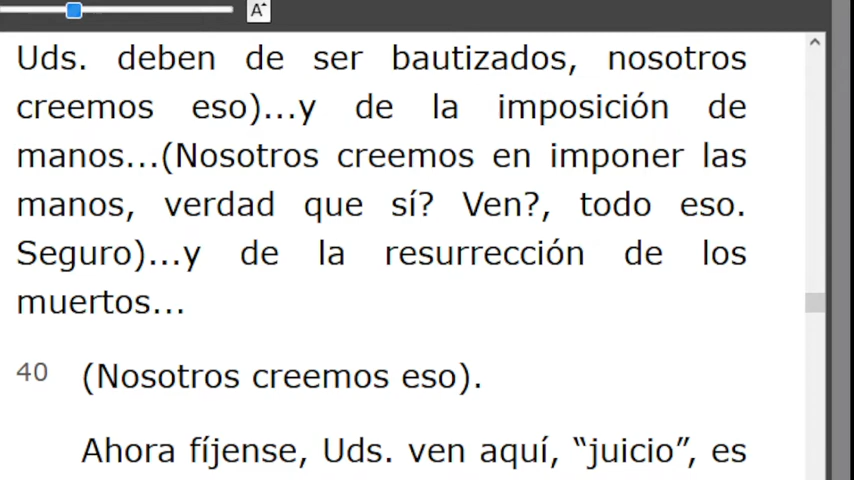 A
Uds. deben de ser bautizados, nosotros
creemos eso)...y de la imposición de
manos...(Nosotros creemos en imponer las
manos, verdad que sí? Ven?, todo eso.
Seguro)...y de la resurrección de los
muertos...
40 (Nosotros creemos eso).
Ahora fíjense, Uds. ven aquí, “juicio”, es